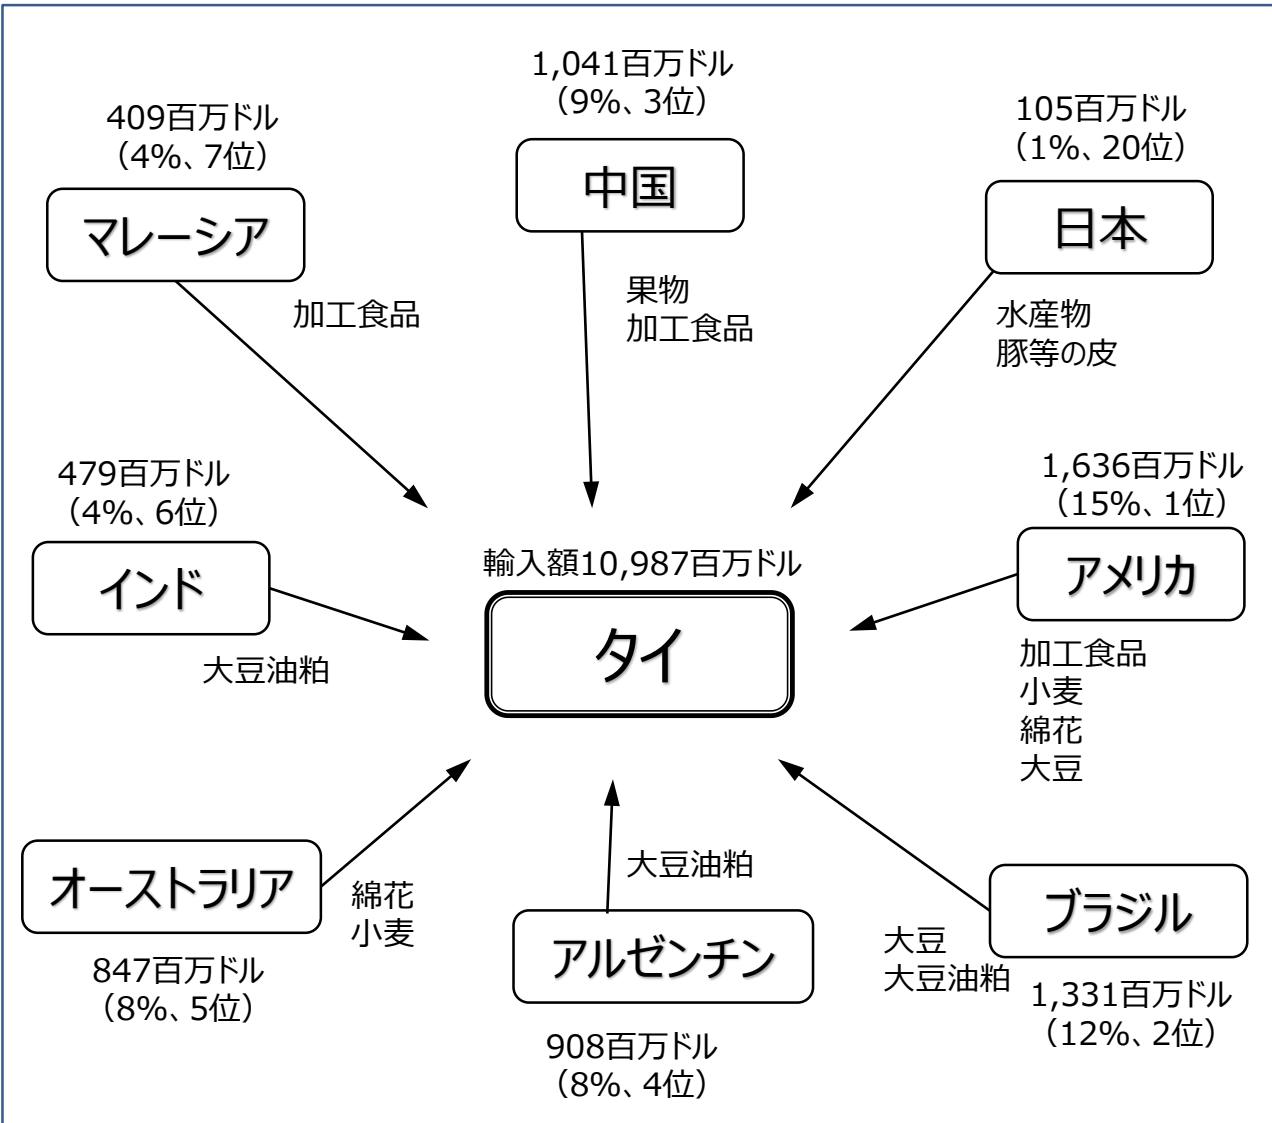 1,041百万ドル
（9%、3位）
中国
果物
加工食品
409百万ドル
（4%、7位）
マレーシア
加工食品
105百万ドル
（1%、20位）
日本
水産物
豚等の皮
479百万ドル
（4%、6位）
インド
大豆油粕
輸入額10,987百万ドル
タイ
1,636百万ドル
（15%、1位）
アメリカ
加工食品
小麦
綿花
大豆
オーストラリア
綿花
小麦
847百万ドル
（8%、5位）
大豆油粕
アルゼンチン
908百万ドル
（8%、4位）
ブラジル
大豆
大豆油粕
1,331百万ドル
（12%、2位）